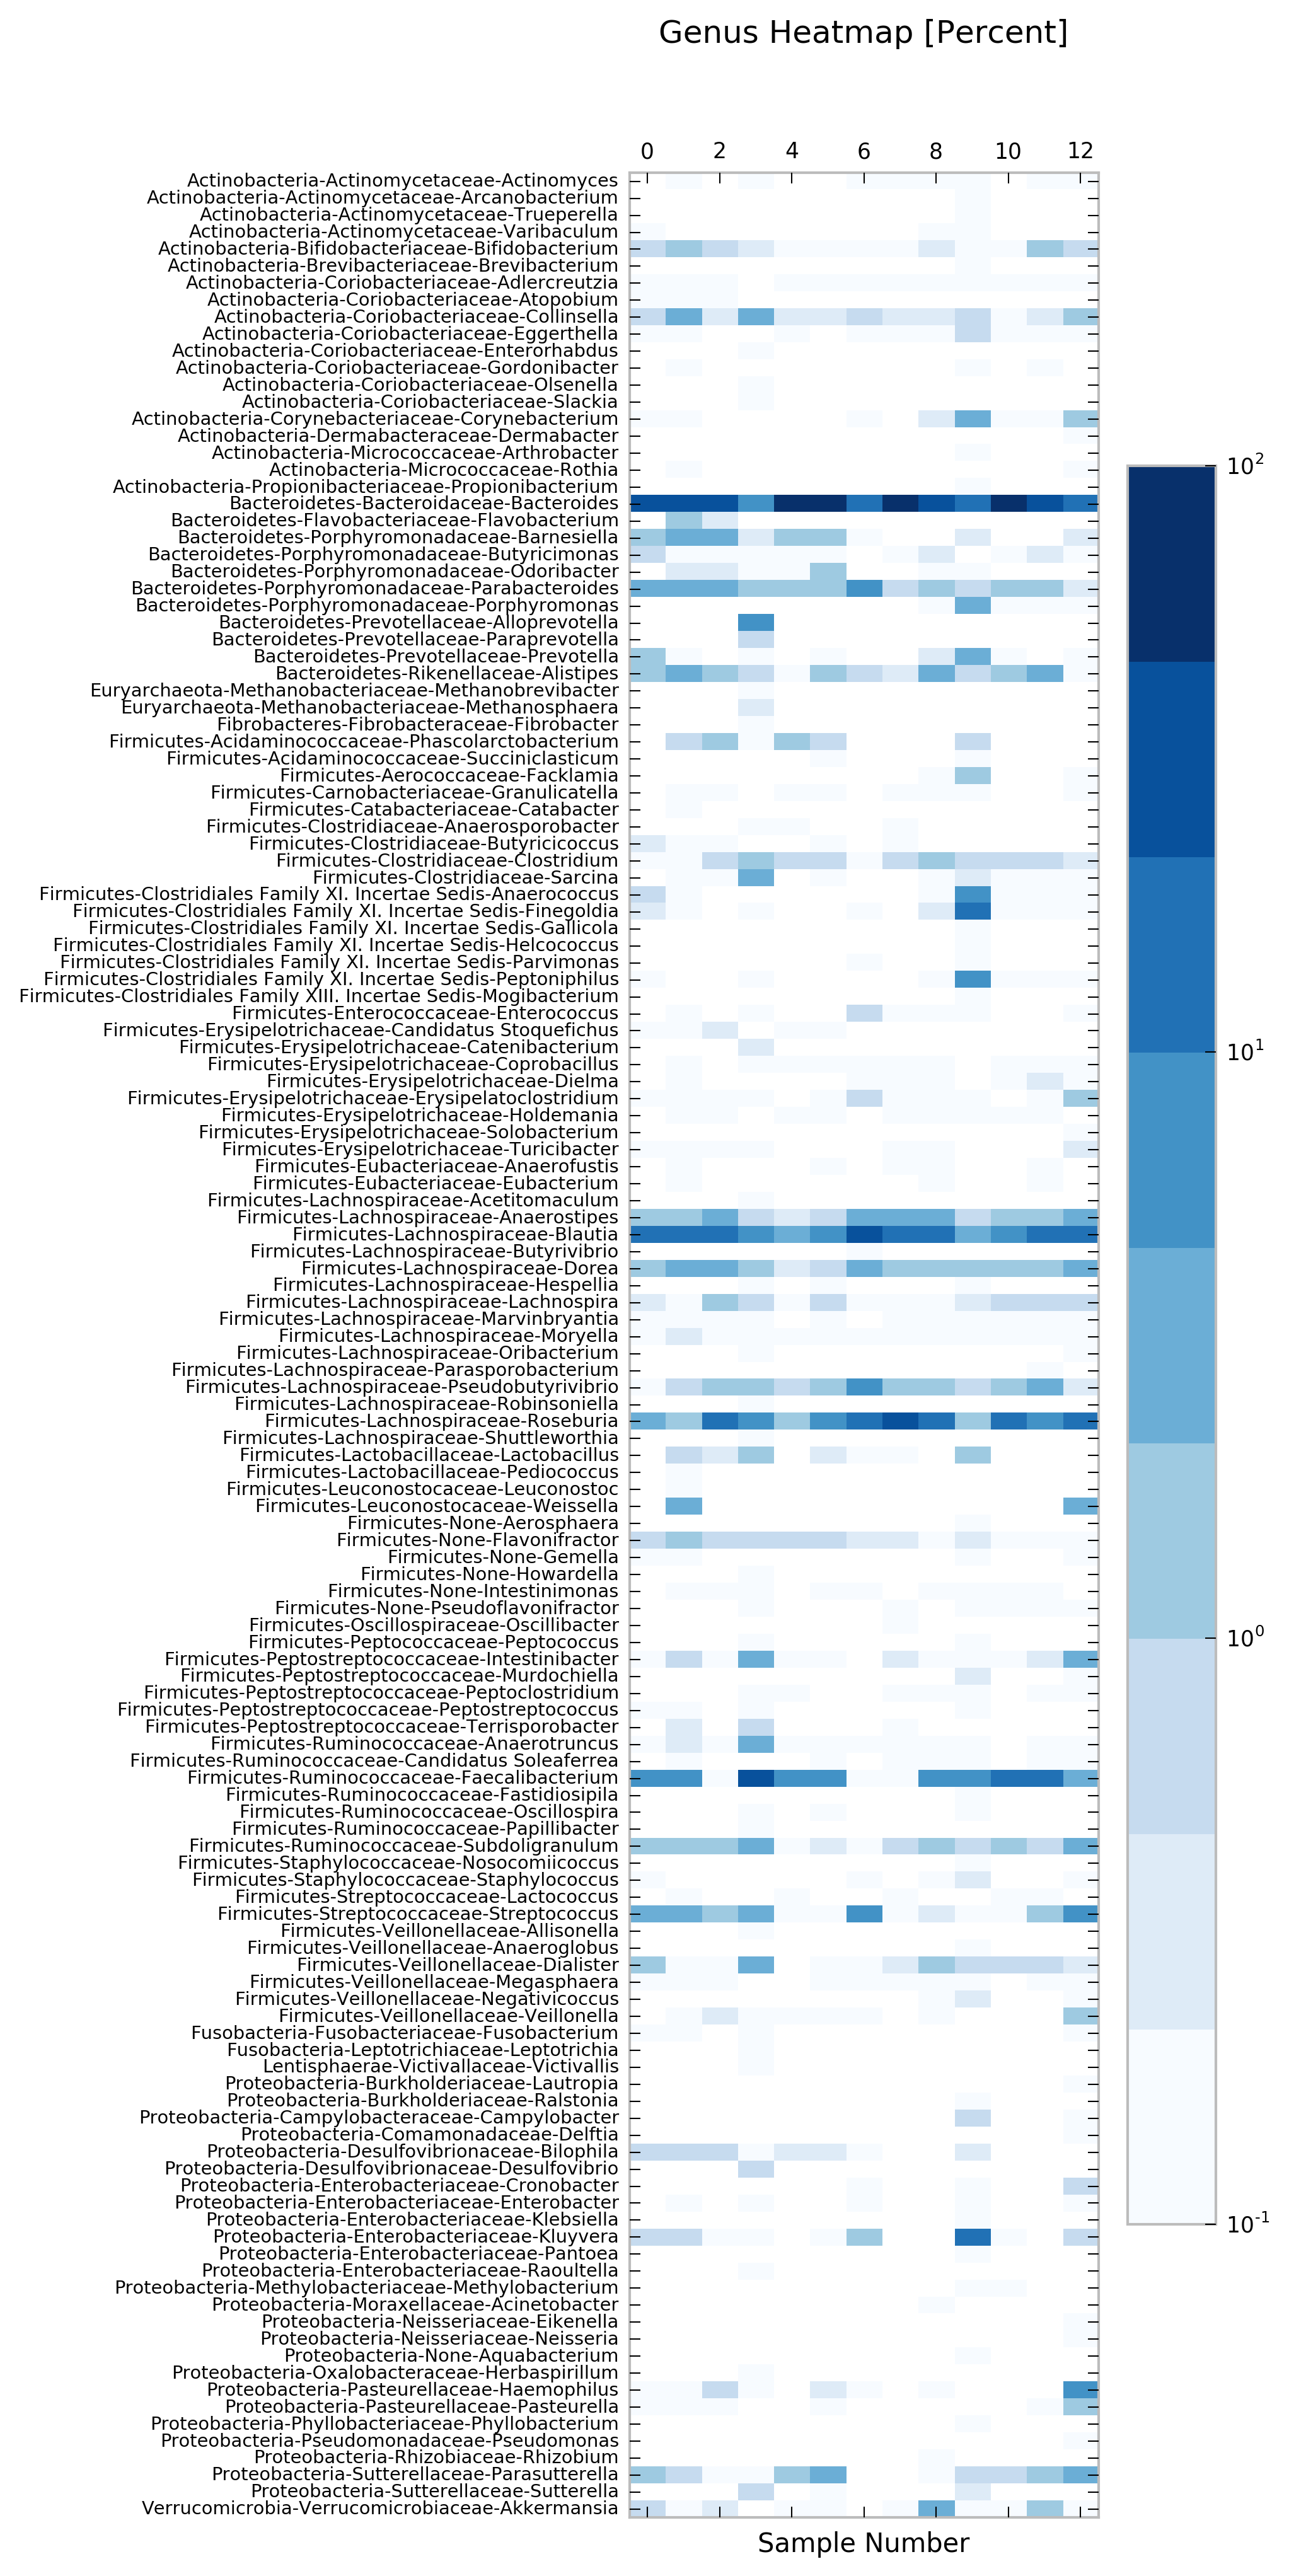 Genus Heatmap [Percent]
0 2 4 6 8 10 12
Actinobacteria-Actinomycetaceae-Actinomyces
Actinobacteria-Actinomycetaceae-Arcanobacterium
Actinobacteria-Actinomycetaceae-Trueperella
Actinobacteria-Actinomycetaceae-Varibaculum
Actinobacteria-Bifidobacteriaceae-Bifidobacterium
Actinobacteria-Brevibacteriaceae-Brevibacterium
Actinobacteria-Coriobacteriaceae-Adlercreutzia
Actinobacteria-Coriobacteriaceae-Atopobium
Actinobacteria-Coriobacteriaceae-Collinsella
Actinobacteria-Coriobacteriaceae-Eggerthella
Actinobacteria-Coriobacteriaceae-Enterorhabdus
Actinobacteria-Coriobacteriaceae-Gordonibacter
Actinobacteria-Coriobacteriaceae-Olsenella
Actinobacteria-Coriobacteriaceae-Slackia
Actinobacteria-Corynebacteriaceae-Corynebacterium
Actinobacteria-Dermabacteraceae-Dermabacter
Actinobacteria-Micrococcaceae-Arthrobacter
Actinobacteria-Micrococcaceae-Rothia
Actinobacteria-Propionibacteriaceae-Propionibacterium
Bacteroidetes-Bacteroidaceae-Bacteroides
Bacteroidetes-Flavobacteriaceae-Flavobacterium
Bacteroidetes-Porphyromonadaceae-Barnesiella
Bacteroidetes-Porphyromonadaceae-Butyricimonas
Bacteroidetes-Porphyromonadaceae-Odoribacter
Bacteroidetes-Porphyromonadaceae-Parabacteroides
Bacteroidetes-Porphyromonadaceae-Porphyromonas
Bacteroidetes-Prevotellaceae-Alloprevotella
Bacteroidetes-Prevotellaceae-Paraprevotella
Bacteroidetes-Prevotellaceae-Prevotella
Bacteroidetes-Rikenellaceae-Alistipes
Euryarchaeota-Methanobacteriaceae-Methanobrevibacter
Euryarchaeota-Methanobacteriaceae-Methanosphaera
Fibrobacteres-Fibrobacteraceae-Fibrobacter
Firmicutes-Acidaminococcaceae-Phascolarctobacterium
Firmicutes-Acidaminococcaceae-Succiniclasticum
Firmicutes-Aerococcaceae-Facklamia
Firmicutes-Carnobacteriaceae-Granulicatella
Firmicutes-Catabacteriaceae-Catabacter
Firmicutes-Clostridiaceae-Anaerosporobacter
Firmicutes-Clostridiaceae-Butyricicoccus
Firmicutes-Clostridiaceae-Clostridium
Firmicutes-Clostridiaceae-Sarcina
Firmicutes-Clostridiales Family XI. Incertae Sedis-Anaerococcus
Firmicutes-Clostridiales Family XI. Incertae Sedis-Finegoldia
Firmicutes-Clostridiales Family XI. Incertae Sedis-Gallicola
Firmicutes-Clostridiales Family XI. Incertae Sedis-Helcococcus
Firmicutes-Clostridiales Family XI. Incertae Sedis-Parvimonas
Firmicutes-Clostridiales Family XI. Incertae Sedis-Peptoniphilus
Firmicutes-Clostridiales Family XIII. Incertae Sedis-Mogibacterium
Firmicutes-Enterococcaceae-Enterococcus
Firmicutes-Erysipelotrichaceae-Candidatus Stoquefichus
Firmicutes-Erysipelotrichaceae-Catenibacterium
Firmicutes-Erysipelotrichaceae-Coprobacillus
Firmicutes-Erysipelotrichaceae-Dielma
Firmicutes-Erysipelotrichaceae-Erysipelatoclostridium
Firmicutes-Erysipelotrichaceae-Holdemania
Firmicutes-Erysipelotrichaceae-Solobacterium
Firmicutes-Erysipelotrichaceae-Turicibacter
Firmicutes-Eubacteriaceae-Anaerofustis
Firmicutes-Eubacteriaceae-Eubacterium
Firmicutes-Lachnospiraceae-Acetitomaculum
Firmicutes-Lachnospiraceae-Anaerostipes
Firmicutes-Lachnospiraceae-Blautia
Firmicutes-Lachnospiraceae-Butyrivibrio
Firmicutes-Lachnospiraceae-Dorea
Firmicutes-Lachnospiraceae-Hespellia
Firmicutes-Lachnospiraceae-Lachnospira
Firmicutes-Lachnospiraceae-Marvinbryantia
Firmicutes-Lachnospiraceae-Moryella
Firmicutes-Lachnospiraceae-Oribacterium
Firmicutes-Lachnospiraceae-Parasporobacterium
Firmicutes-Lachnospiraceae-Pseudobutyrivibrio
Firmicutes-Lachnospiraceae-Robinsoniella
Firmicutes-Lachnospiraceae-Roseburia
Firmicutes-Lachnospiraceae-Shuttleworthia
Firmicutes-Lactobacillaceae-Lactobacillus
Firmicutes-Lactobacillaceae-Pediococcus
Firmicutes-Leuconostocaceae-Leuconostoc
Firmicutes-Leuconostocaceae-Weissella
Firmicutes-None-Aerosphaera
Firmicutes-None-Flavonifractor
Firmicutes-None-Gemella
Firmicutes-None-Howardella
Firmicutes-None-Intestinimonas
Firmicutes-None-Pseudoflavonifractor
Firmicutes-Oscillospiraceae-Oscillibacter
Firmicutes-Peptococcaceae-Peptococcus
Firmicutes-Peptostreptococcaceae-Intestinibacter
Firmicutes-Peptostreptococcaceae-Murdochiella
Firmicutes-Peptostreptococcaceae-Peptoclostridium
Firmicutes-Peptostreptococcaceae-Peptostreptococcus
Firmicutes-Peptostreptococcaceae-Terrisporobacter
Firmicutes-Ruminococcaceae-Anaerotruncus
Firmicutes-Ruminococcaceae-Candidatus Soleaferrea
Firmicutes-Ruminococcaceae-Faecalibacterium
Firmicutes-Ruminococcaceae-Fastidiosipila
Firmicutes-Ruminococcaceae-Oscillospira
Firmicutes-Ruminococcaceae-Papillibacter
Firmicutes-Ruminococcaceae-Subdoligranulum
Firmicutes-Staphylococcaceae-Nosocomiicoccus
Firmicutes-Staphylococcaceae-Staphylococcus
Firmicutes-Streptococcaceae-Lactococcus
Firmicutes-Streptococcaceae-Streptococcus
Firmicutes-Veillonellaceae-Allisonella
Firmicutes-Veillonellaceae-Anaeroglobus
Firmicutes-Veillonellaceae-Dialister
Firmicutes-Veillonellaceae-Megasphaera
Firmicutes-Veillonellaceae-Negativicoccus
Firmicutes-Veillonellaceae-Veillonella
Fusobacteria-Fusobacteriaceae-Fusobacterium
Fusobacteria-Leptotrichiaceae-Leptotrichia
Lentisphaerae-Victivallaceae-Victivallis
Proteobacteria-Burkholderiaceae-Lautropia
Proteobacteria-Burkholderiaceae-Ralstonia
Proteobacteria-Campylobacteraceae-Campylobacter
Proteobacteria-Comamonadaceae-Delftia
Proteobacteria-Desulfovibrionaceae-Bilophila
Proteobacteria-Desulfovibrionaceae-Desulfovibrio
Proteobacteria-Enterobacteriaceae-Cronobacter
Proteobacteria-Enterobacteriaceae-Enterobacter
Proteobacteria-Enterobacteriaceae-Klebsiella
Proteobacteria-Enterobacteriaceae-Kluyvera
Proteobacteria-Enterobacteriaceae-Pantoea
Proteobacteria-Enterobacteriaceae-Raoultella
Proteobacteria-Methylobacteriaceae-Methylobacterium
Proteobacteria-Moraxellaceae-Acinetobacter
Proteobacteria-Neisseriaceae-Eikenella
Proteobacteria-Neisseriaceae-Neisseria
Proteobacteria-None-Aquabacterium
Proteobacteria-Oxalobacteraceae-Herbaspirillum
Proteobacteria-Pasteurellaceae-Haemophilus
Proteobacteria-Pasteurellaceae-Pasteurella
Proteobacteria-Phyllobacteriaceae-Phyllobacterium
Proteobacteria-Pseudomonadaceae-Pseudomonas
Proteobacteria-Rhizobiaceae-Rhizobium
Proteobacteria-Sutterellaceae-Parasutterella
Proteobacteria-Sutterellaceae-Sutterella
Verrucomicrobia-Verrucomicrobiaceae-Akkermansia
Sample Number
10²
10¹
10⁰
10⁻¹